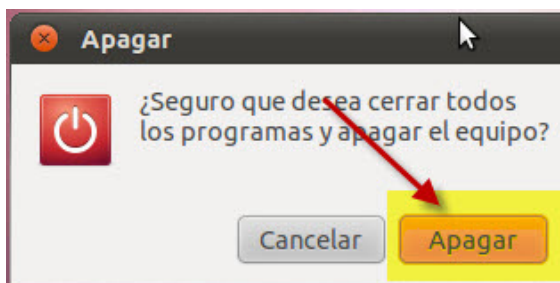 Apagar
¿Seguro que desea cerrar todos
los programas y apagar el equipo?
Cancelar
Apagar